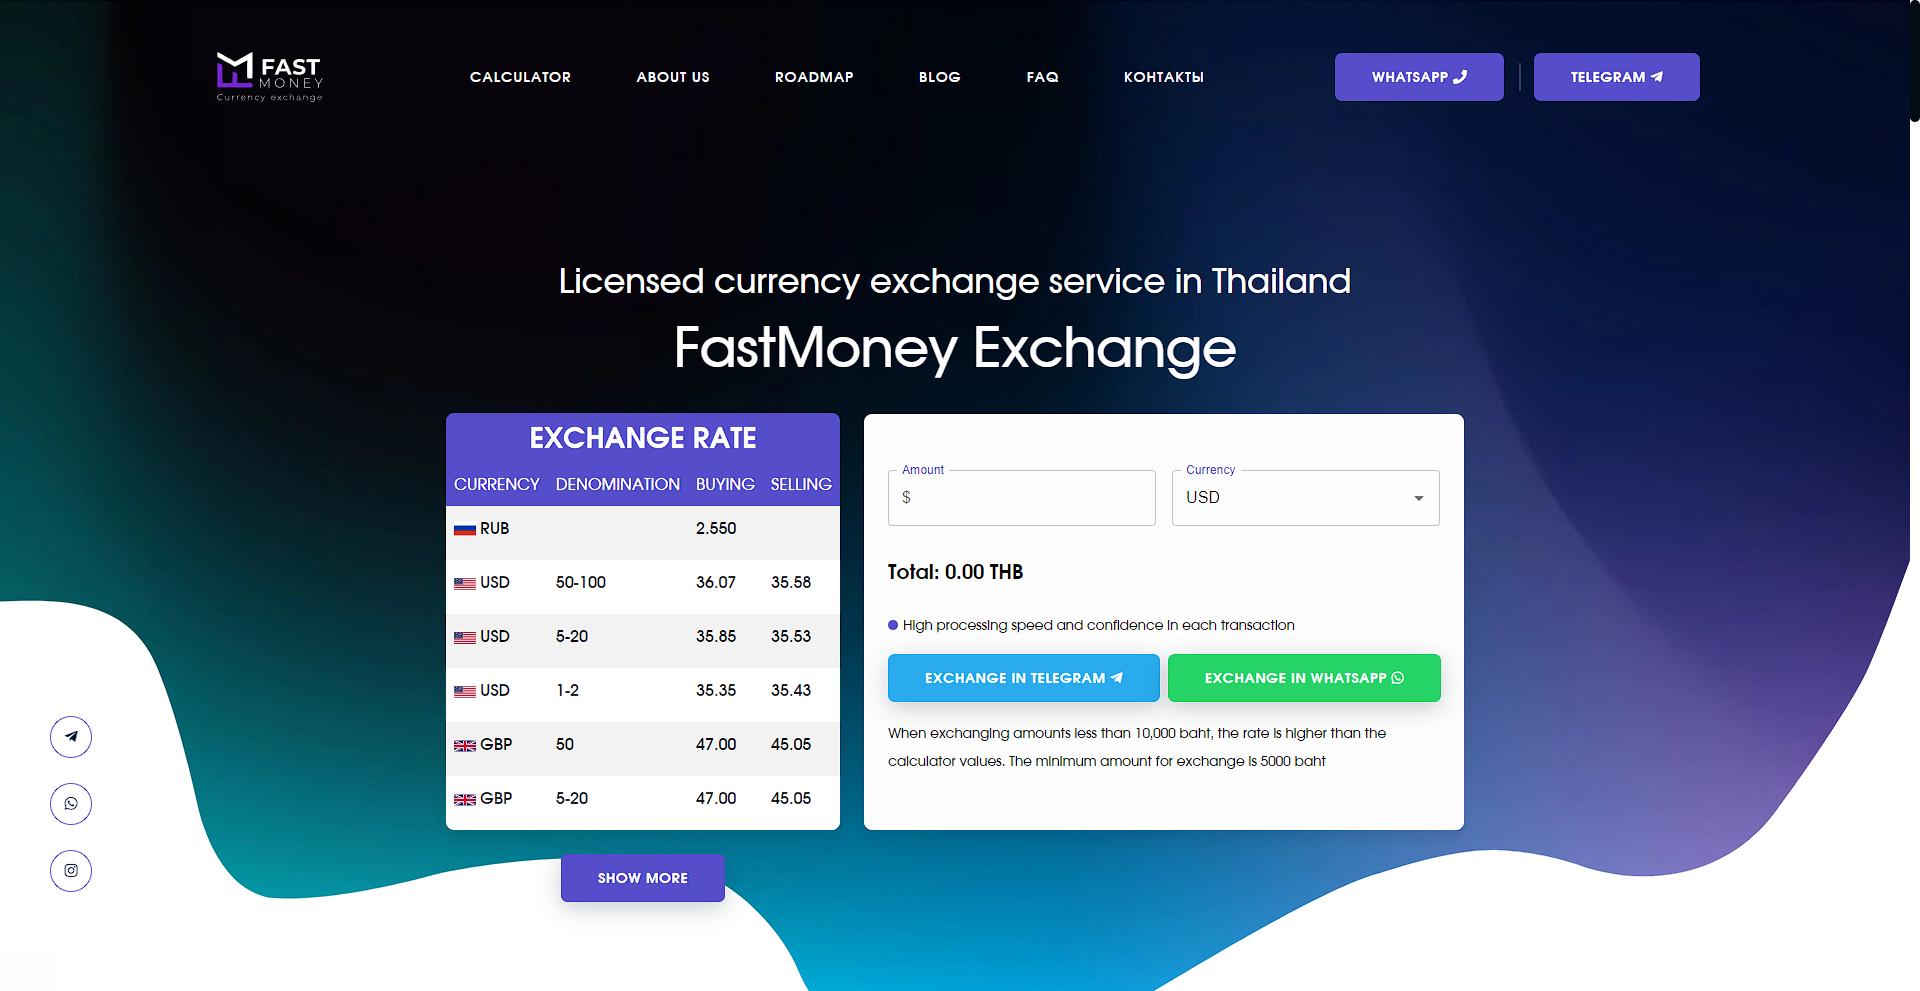 FAST
MONEY
Currency exchange
CALCULATOR ABOUT US ROADMAP BLOG FAQ КОНТАКТЫ
WHATSAPP TELEGRAM
Licensed currency exchange service in Thailand
FastMoney Exchange
EXCHANGE RATE
CURRENCY DENOMINATION BUYING SELLING
RUB 2.550
USD 50-100 36.07 35.58
USD 5-20 35.85 35.53
USD 1-2 35.35 35.43
GBP 50 47.00 45.05
GBP 5-20 47.00 45.05
SHOW MORE
Amount Currency
$ USD
Total: 0.00 THB
High processing speed and confidence in each transaction
EXCHANGE IN TELEGRAM EXCHANGE IN WHATSAPP
When exchanging amounts less than 10,000 baht, the rate is higher than the
calculator values. The minimum amount for exchange is 5000 baht